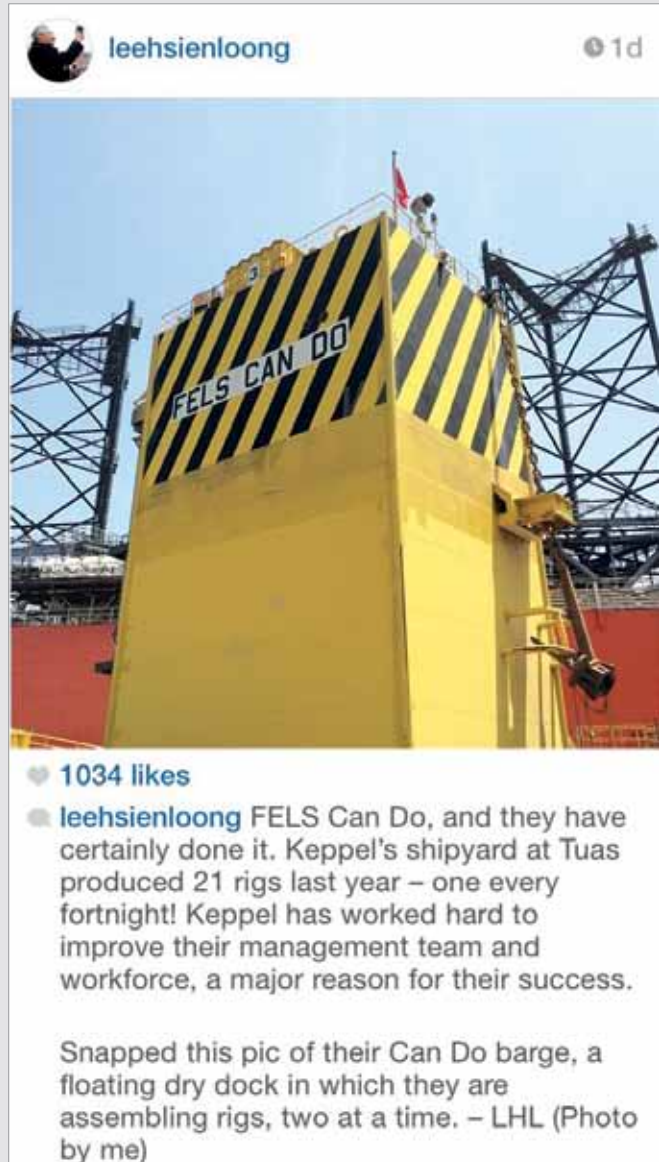 leehsienloong
1d
3
FELS CAN DO
1034 likes
leehsienloong FELS Can Do, and they have
certainly done it. Keppel's shipyard at Tuas
produced 21 rigs last year – one every
fortnight! Keppel has worked hard to
improve their management team and
workforce, a major reason for their success.
Snapped this pic of their Can Do barge, a
floating dry dock in which they are
assembling rigs, two at a time. – LHL (Photo
by me)